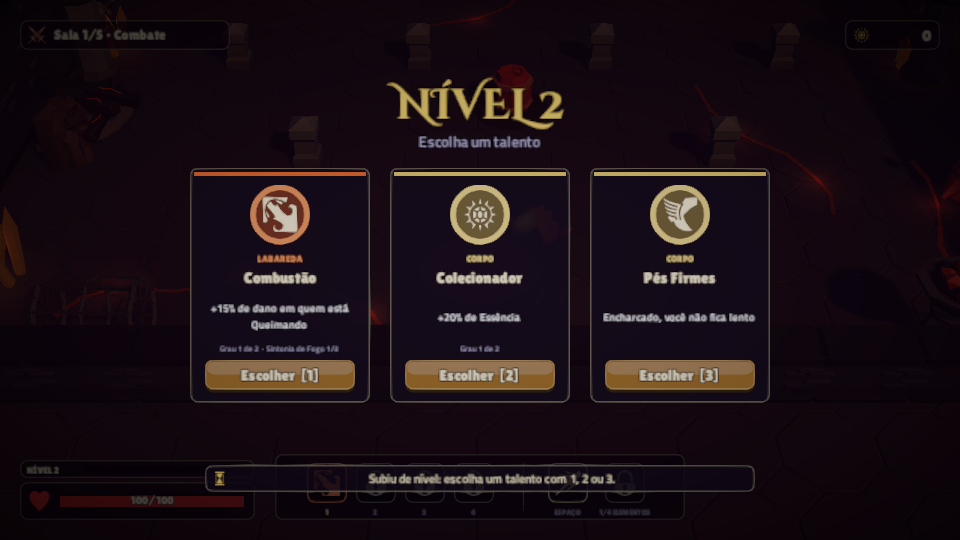 Sala 1/5 · Combate
0
NÍVEL 2
Escolha um talento
LABAREDA
Combustão
+15% de dano em quem está
Queimando
Grau 1 de 2 · Sintonia de Fogo 1/3
Escolher [1]
CORPO
Colecionador
+20% de Essência
Grau 1 de 2
Escolher [2]
CORPO
Pés Firmes
Encharcado, você não fica lento
Escolher [3]
NÍVEL 2
Subiu de nível: escolha um talento com 1, 2 ou 3.
100/100
1
2
3
4
ESPAÇO
1/4 ELEMENTOS